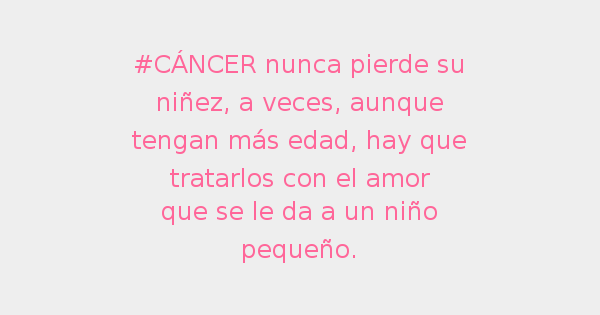 #CÁNCER nunca pierde su
niñez, a veces, aunque
tengan más edad, hay que
tratarlos con el amor
que se le da a un niño
pequeño.